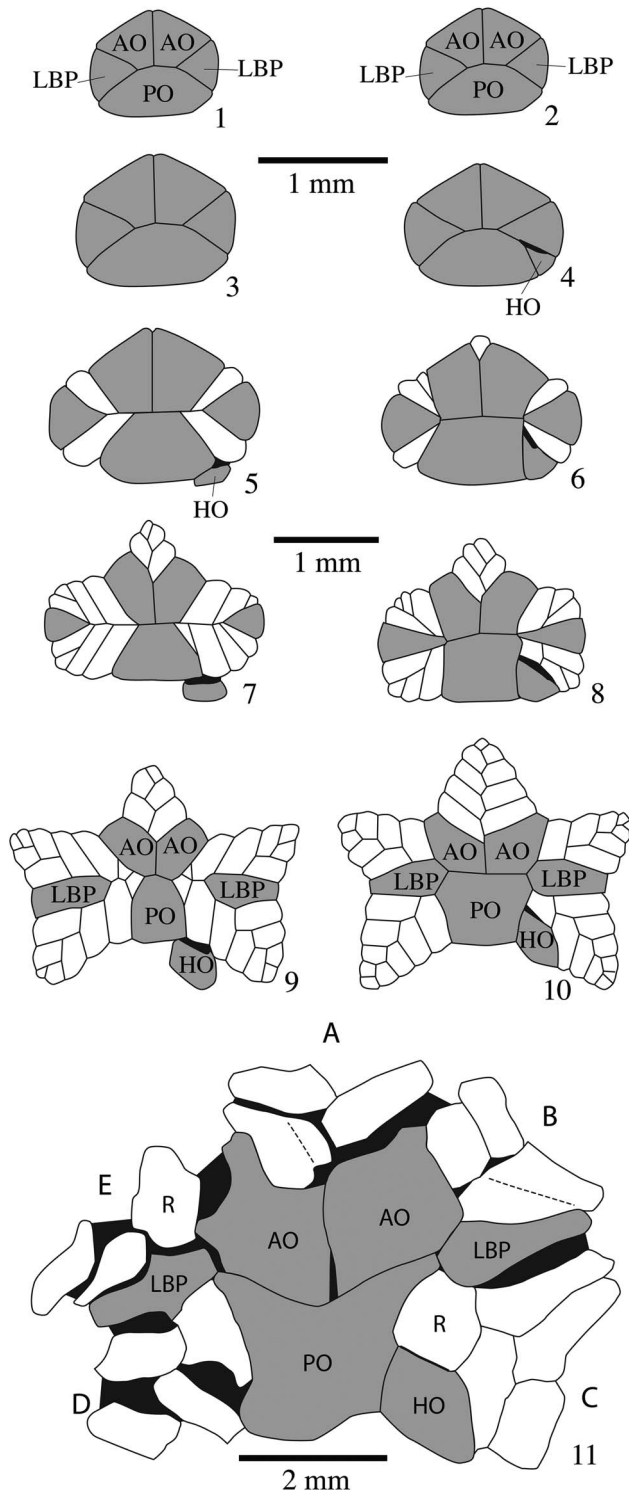 AO AO AO AO
LBP LBP LBP LBP
PO PO
1 2
1 mm
3 4
HO
5 6
HO
1 mm
7 8
AO AO AO AO
LBP LBP LBP LBP
PO PO
HO HO
9 10
A
B
E
R
AO AO
LBP LBP
R
PO
D HO C
11
2 mm